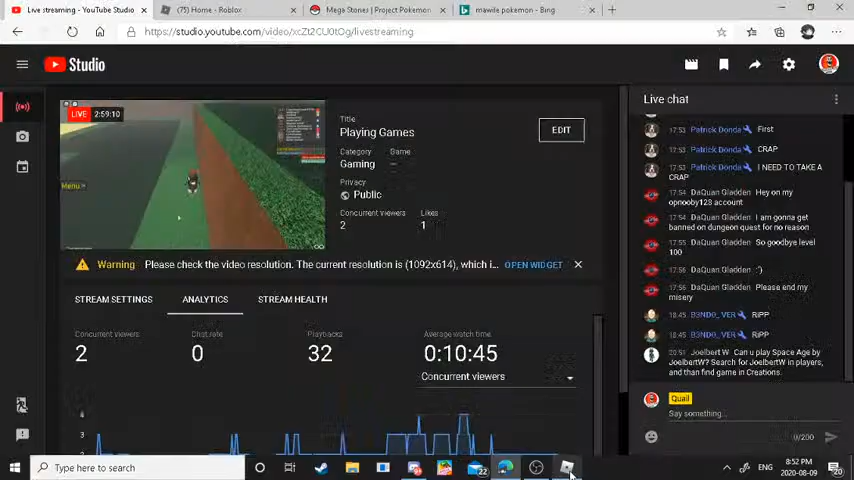 Live streaming - YouTube Studio
(75) Home - Roblox
Mega Stones | Project Pokemon
mawile pokemon - Bing
https://studio.youtube.com/video/xcZt2CU0tOg/livestreaming
Studio
LIVE 2:59:10
Menu >
Title
Playing Games
Category Game
Gaming —
Privacy
Public
Concurrent viewers Likes
2 1
EDIT
Warning Please check the video resolution. The current resolution is (1092x614), which i... OPEN WIDGET
STREAM SETTINGS ANALYTICS STREAM HEALTH
Concurrent viewers Chat rate Playbacks Average watch time
2 0 32 0:10:45
Concurrent viewers
4
3
2
Live chat
17:53 Patrick Donda First
17:53 Patrick Donda CRAP
17:53 Patrick Donda I NEED TO TAKE A
CRAP
17:54 DaQuan Gladden Hey on my
opnooby128 account
17:54 DaQuan Gladden I am gonna get
banned on dungeon quest for no reason
17:55 DaQuan Gladden So goodbye level
100
17:56 DaQuan Gladden :')
17:56 DaQuan Gladden Please end my
misery
18:45 B3ND0_VER RiPP
18:45 B3ND0_VER RiPP
20:51 Joelbert W Can u play Space Age by
JoelbertW? Search for JoelbertW in players,
and than find game in Creations.
Quail
Say something...
0/200
Type here to search
22
ENG
8:52 PM
2020-08-09
20